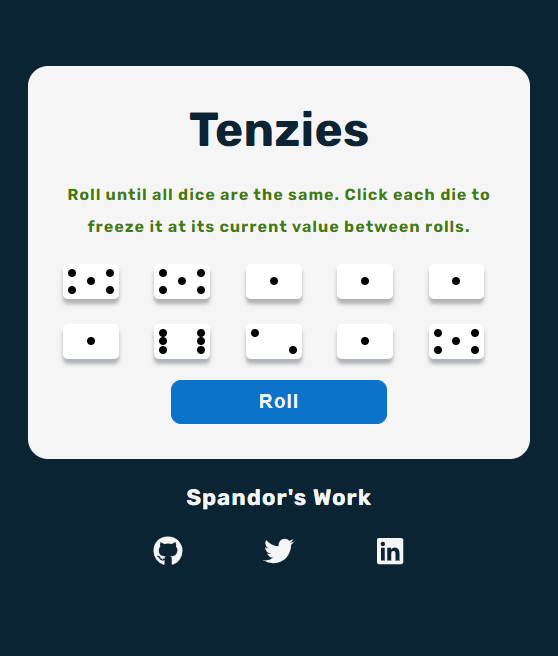 Tenzies
Roll until all dice are the same. Click each die to
freeze it at its current value between rolls.
Roll
Spandor's Work